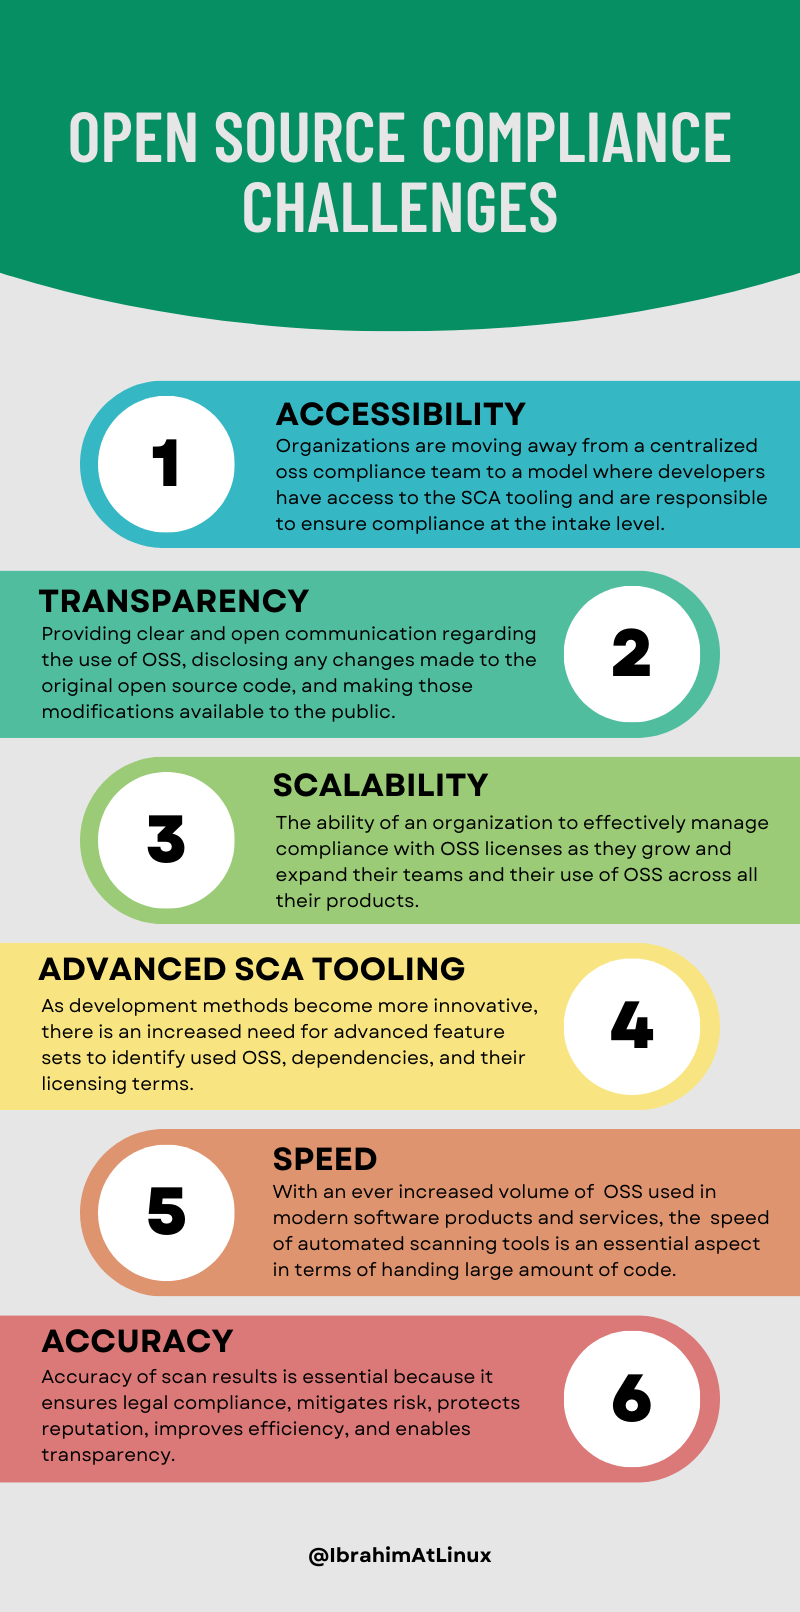 OPEN SOURCE COMPLIANCE
CHALLENGES
1
ACCESSIBILITY
Organizations are moving away from a centralized
oss compliance team to a model where developers
have access to the SCA tooling and are responsible
to ensure compliance at the intake level.
TRANSPARENCY
Providing clear and open communication regarding
the use of OSS, disclosing any changes made to the
original open source code, and making those
modifications available to the public.
2
3
SCALABILITY
The ability of an organization to effectively manage
compliance with OSS licenses as they grow and
expand their teams and their use of OSS across all
their products.
ADVANCED SCA TOOLING
As development methods become more innovative,
there is an increased need for advanced feature
sets to identify used OSS, dependencies, and their
licensing terms.
4
5
SPEED
With an ever increased volume of  OSS used in
modern software products and services, the  speed
of automated scanning tools is an essential aspect
in terms of handing large amount of code.
ACCURACY
Accuracy of scan results is essential because it
ensures legal compliance, mitigates risk, protects
reputation, improves efficiency, and enables
transparency.
6
@IbrahimAtLinux